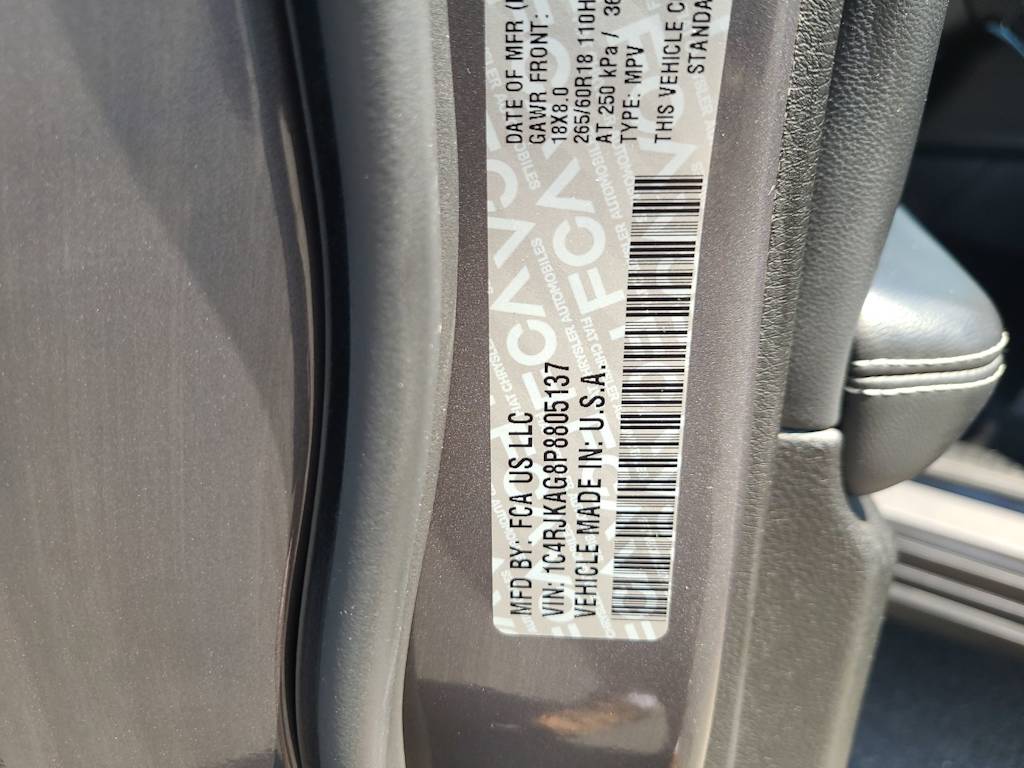 MFD BY: FCA US LLC
VIN: 1C4RJKAG8P8805137
VEHICLE MADE IN: U.S.A.
DATE OF MFR
GAWR FRONT:
18X8.0
265/60R18 110H
AT 250 kPa /
TYPE: MPV
THIS VEHICLE